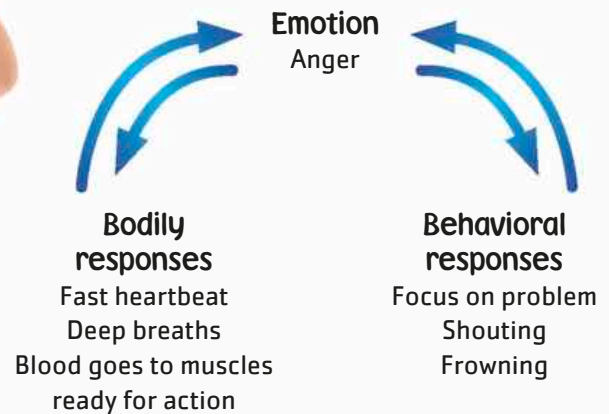 Emotion
Anger
Bodily
responses
Fast heartbeat
Deep breaths
Blood goes to muscles
ready for action
Behavioral
responses
Focus on problem
Shouting
Frowning